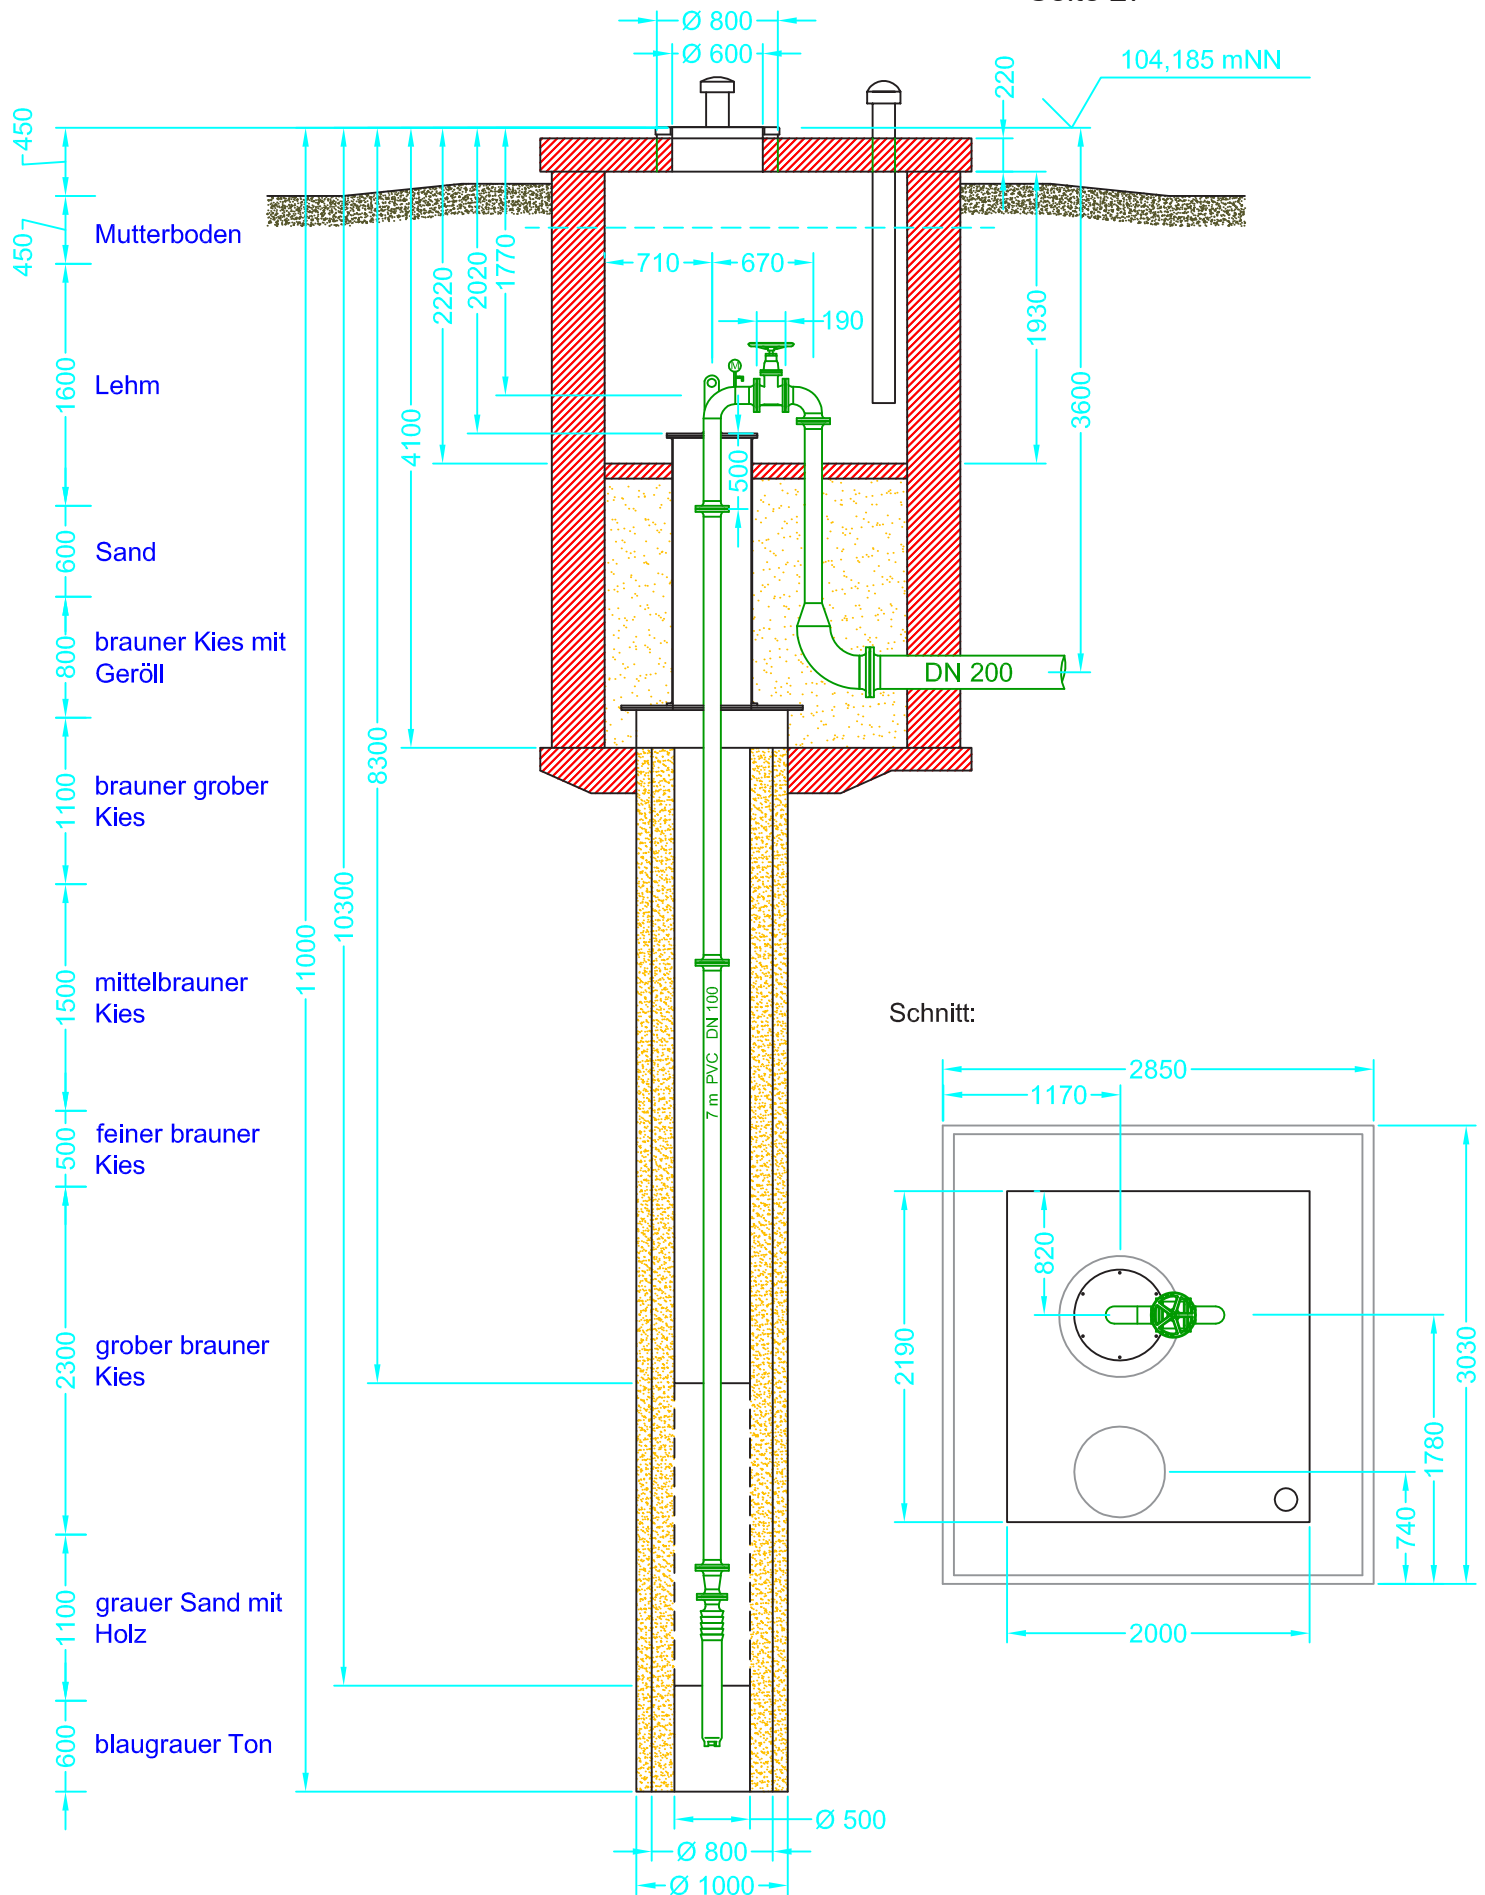 Ø 800
Ø 600
104,185 mNN
220
450
450
Mutterboden
1600
Lehm
600
Sand
800
brauner Kies mit
Geröll
1100
brauner grober
Kies
1500
mittelbrauner
Kies
500
feiner brauner
Kies
2300
grober brauner
Kies
1100
grauer Sand mit
Holz
600
blaugrauer Ton
11000
10300
8300
4100
2220
2020
1770
710
670
190
M
500
1930
3600
DN 200
7 m PVC DN 100
Ø 500
Ø 800
Ø 1000
Schnitt:
2850
1170
820
2190
3030
1780
740
2000